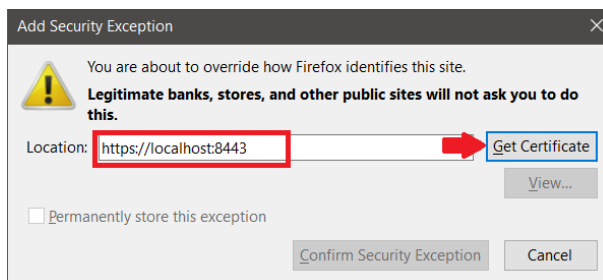 Add Security Exception
You are about to override how Firefox identifies this site.
Legitimate banks, stores, and other public sites will not ask you to do
this.
Location: https://localhost:8443 Get Certificate
View...
Permanently store this exception
Confirm Security Exception Cancel